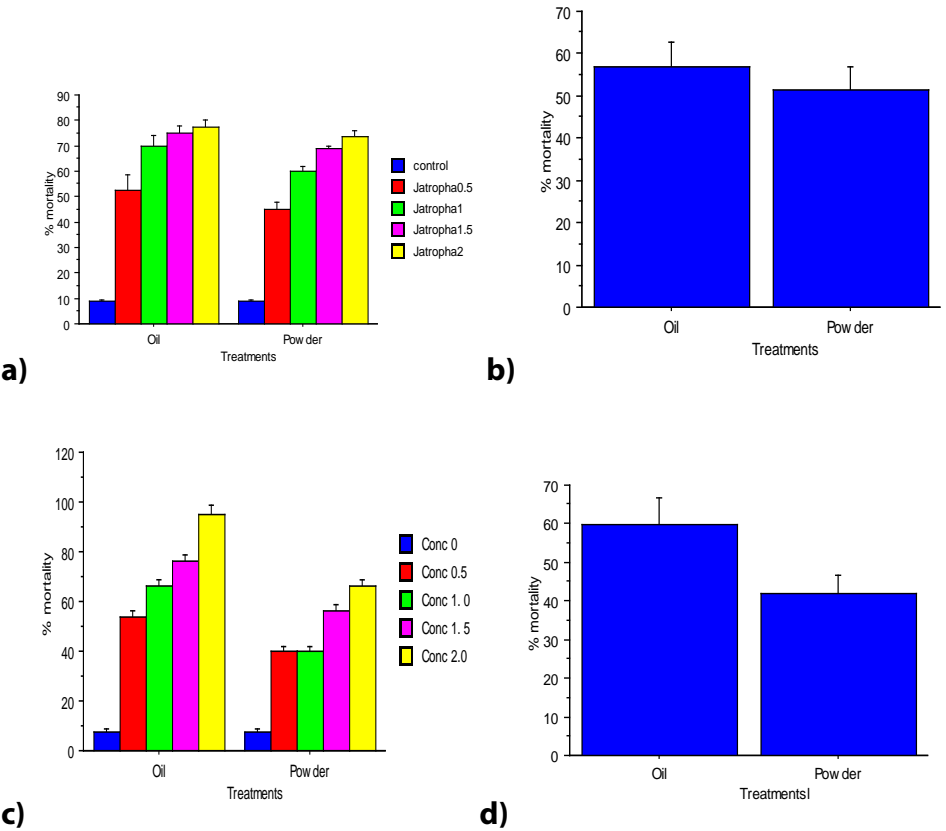 90
80
70
60
50
40
30
20
10
0
% mortality
Oil
Pow der
Treatments
control
Jatropha0.5
Jatropha1
Jatropha1.5
Jatropha2
a)
70
60
50
40
30
20
10
0
% mortality
Oil
Pow der
Treatments
b)
120
100
80
60
40
20
0
% mortality
Oil
Pow der
Treatments
Conc 0
Conc 0.5
Conc 1. 0
Conc 1. 5
Conc 2.0
c)
70
60
50
40
30
20
10
0
% mortality
Oil
Pow der
TreatmentsI
d)